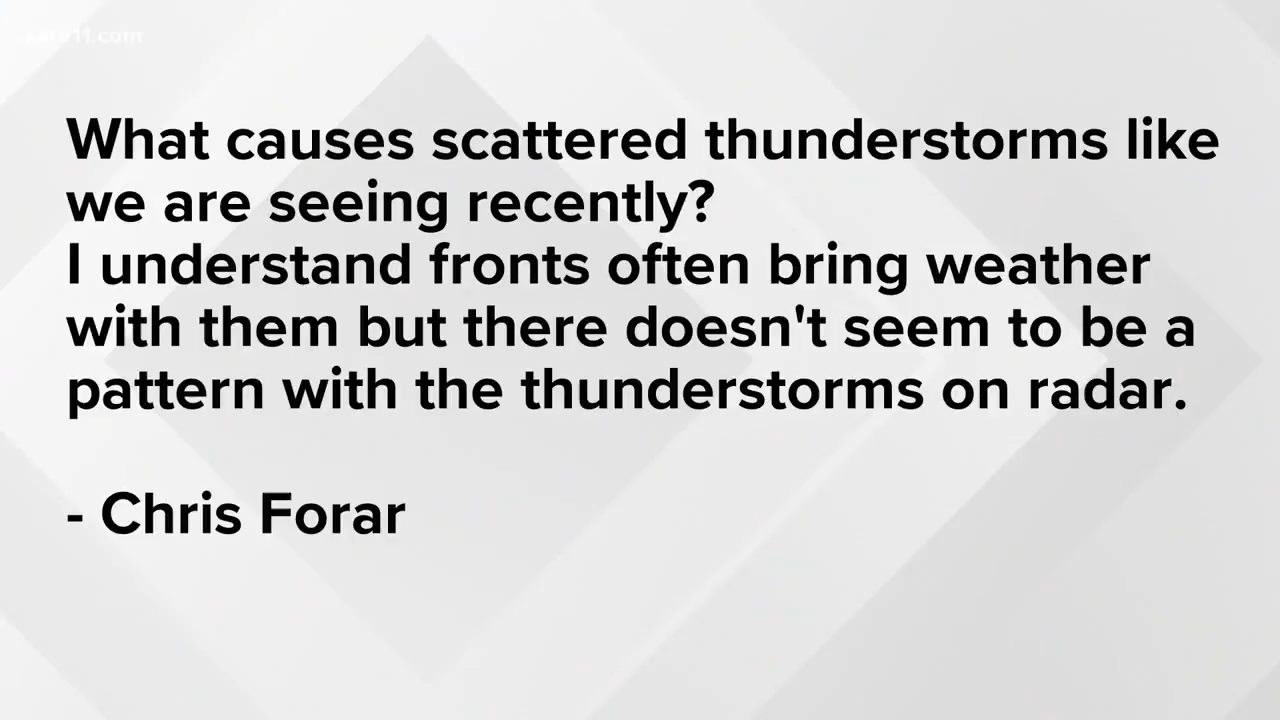 What causes scattered thunderstorms like
we are seeing recently?
I understand fronts often bring weather
with them but there doesn't seem to be a
pattern with the thunderstorms on radar.
- Chris Forar